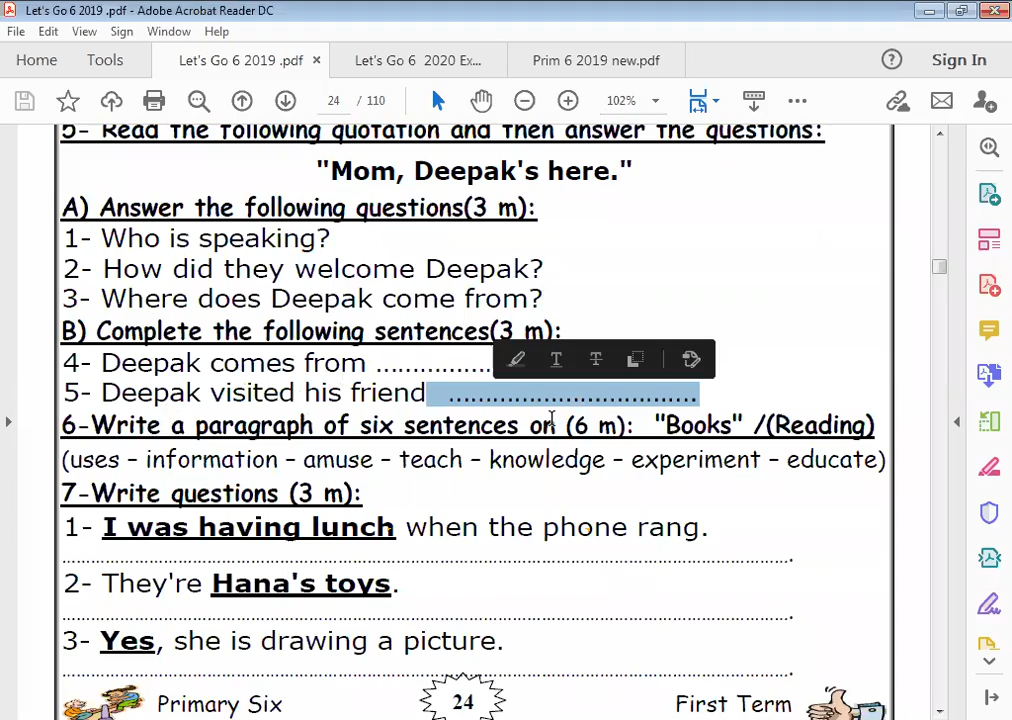 Let's Go 6 2019 .pdf - Adobe Acrobat Reader DC
File Edit View Sign Window Help
Home Tools Let's Go 6 2019 .pdf × Let's Go 6 2020 Ex... Prim 6 2019 new.pdf Sign In
24 / 110 102%
5- Read the following quotation and then answer the questions:
"Mom, Deepak's here."
A) Answer the following questions(3 m):
1- Who is speaking?
2- How did they welcome Deepak?
3- Where does Deepak come from?
B) Complete the following sentences(3 m):
4- Deepak comes from ................
5- Deepak visited his friend ..................................
6-Write a paragraph of six sentences on (6 m): "Books" /(Reading)
(uses – information – amuse – teach – knowledge – experiment – educate)
7-Write questions (3 m):
1- I was having lunch when the phone rang.
........................................................................................................................................
2- They're Hana's toys.
........................................................................................................................................
3- Yes, she is drawing a picture.
........................................................................................................................................
Primary Six 24 First Term